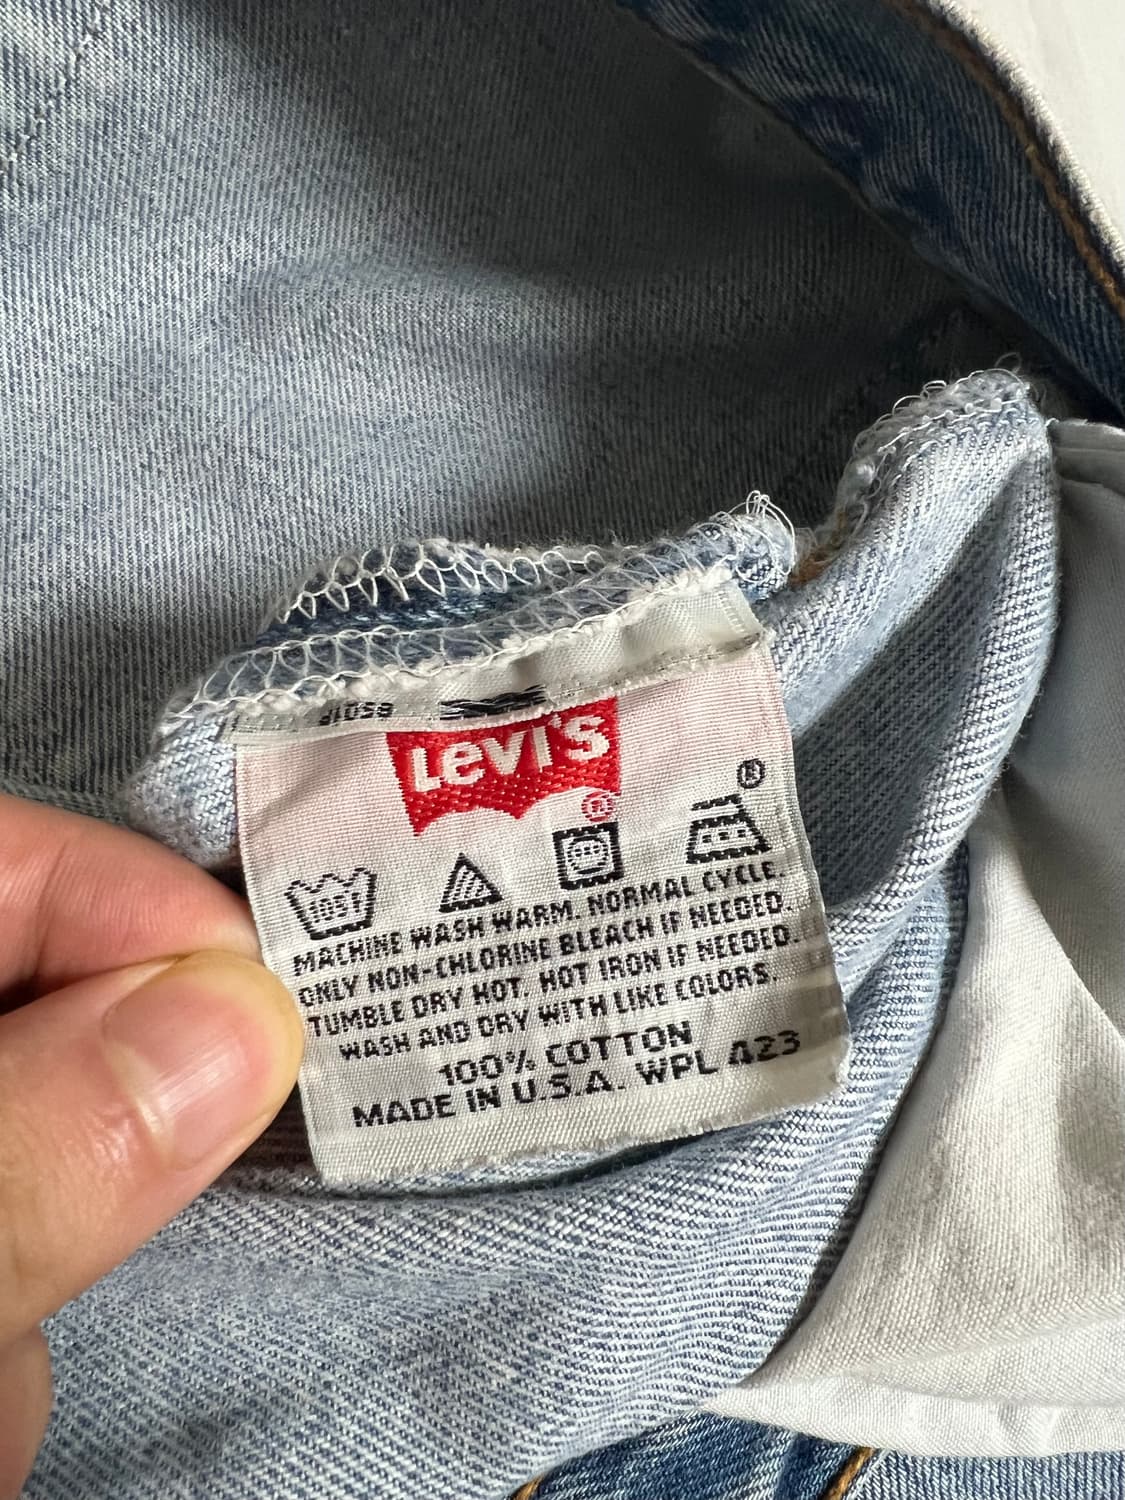 Levi's
®
®
1051
MACHINE WASH WARM. NORMAL CYCLE.
ONLY NON-CHLORINE BLEACH IF NEEDED.
TUMBLE DRY HOT. HOT IRON IF NEEDED.
WASH AND DRY WITH LIKE COLORS.
100% COTTON
MADE IN U.S.A. WPL 423